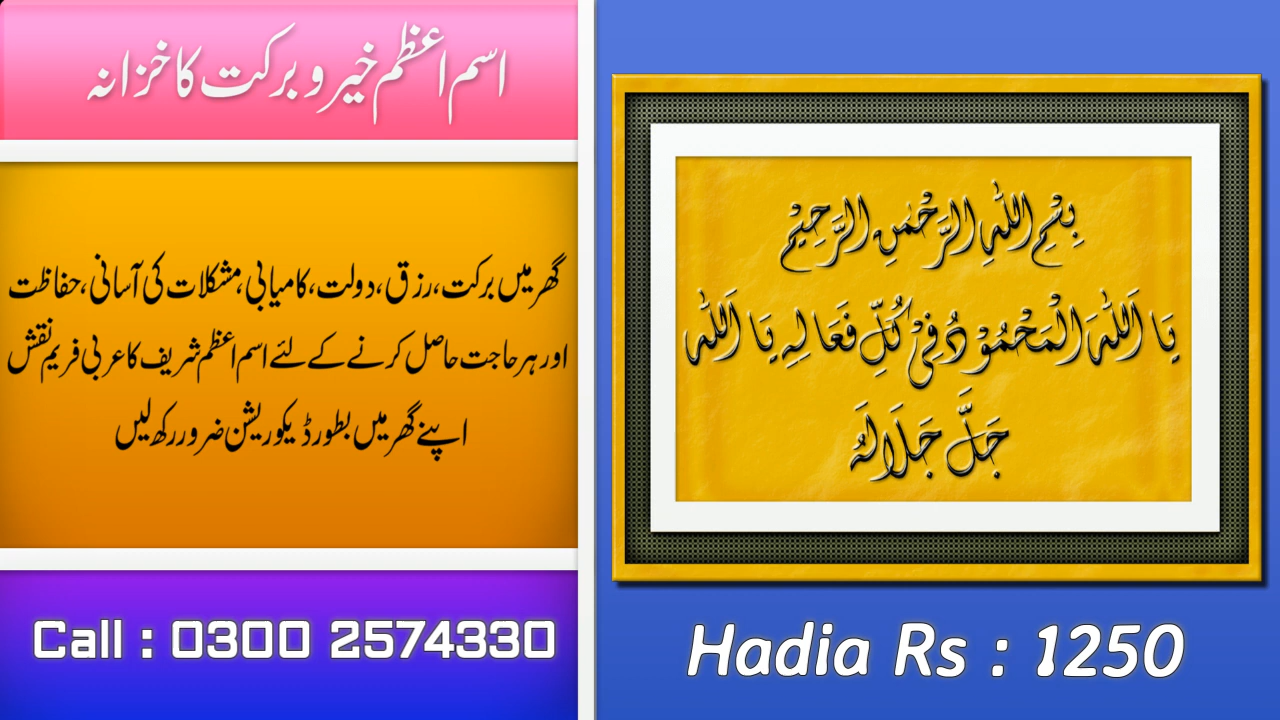 اسم اعظم خیر و برکت کا خزانہ
گھر میں برکت، رزق، دولت، کامیابی، مشکلات کی آسانی، حفاظت
اور ہر حاجت حاصل کرنے کے لئے اسم اعظم شریف کا عربی فریم نقش
اپنے گھر میں بطور ڈیکوریشن ضرور رکھ لیں
Call : 0300 2574330
بِسْمِ اللّٰهِ الرَّحْمٰنِ الرَّحِيْمِ
يَا اَللّٰهَ الْمَحْمُوْدُ فِيْ كُلِّ فَعَالِهِ يَا اَللّٰه
جَلَّ جَلَالَهُ
Hadia Rs : 1250